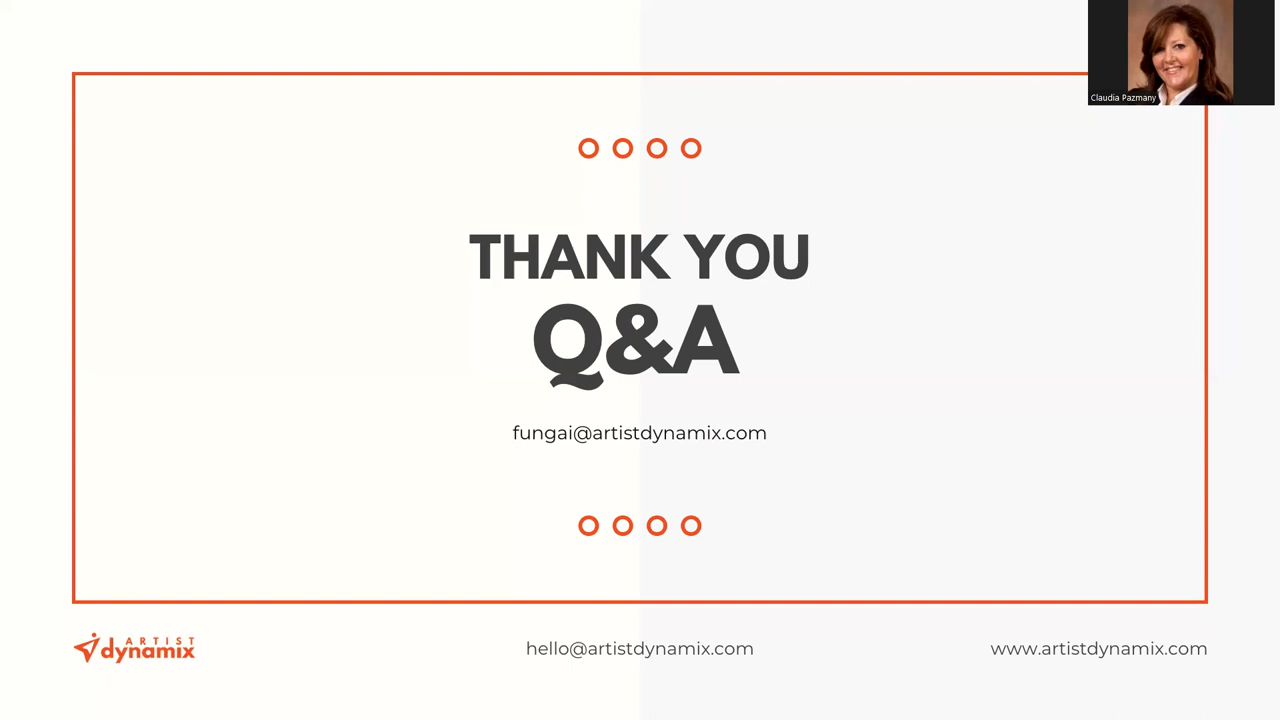 Claudia Pazmany
THANK YOU
Q&A
fungai@artistdynamix.com
ARTIST
dynamix
hello@artistdynamix.com
www.artistdynamix.com